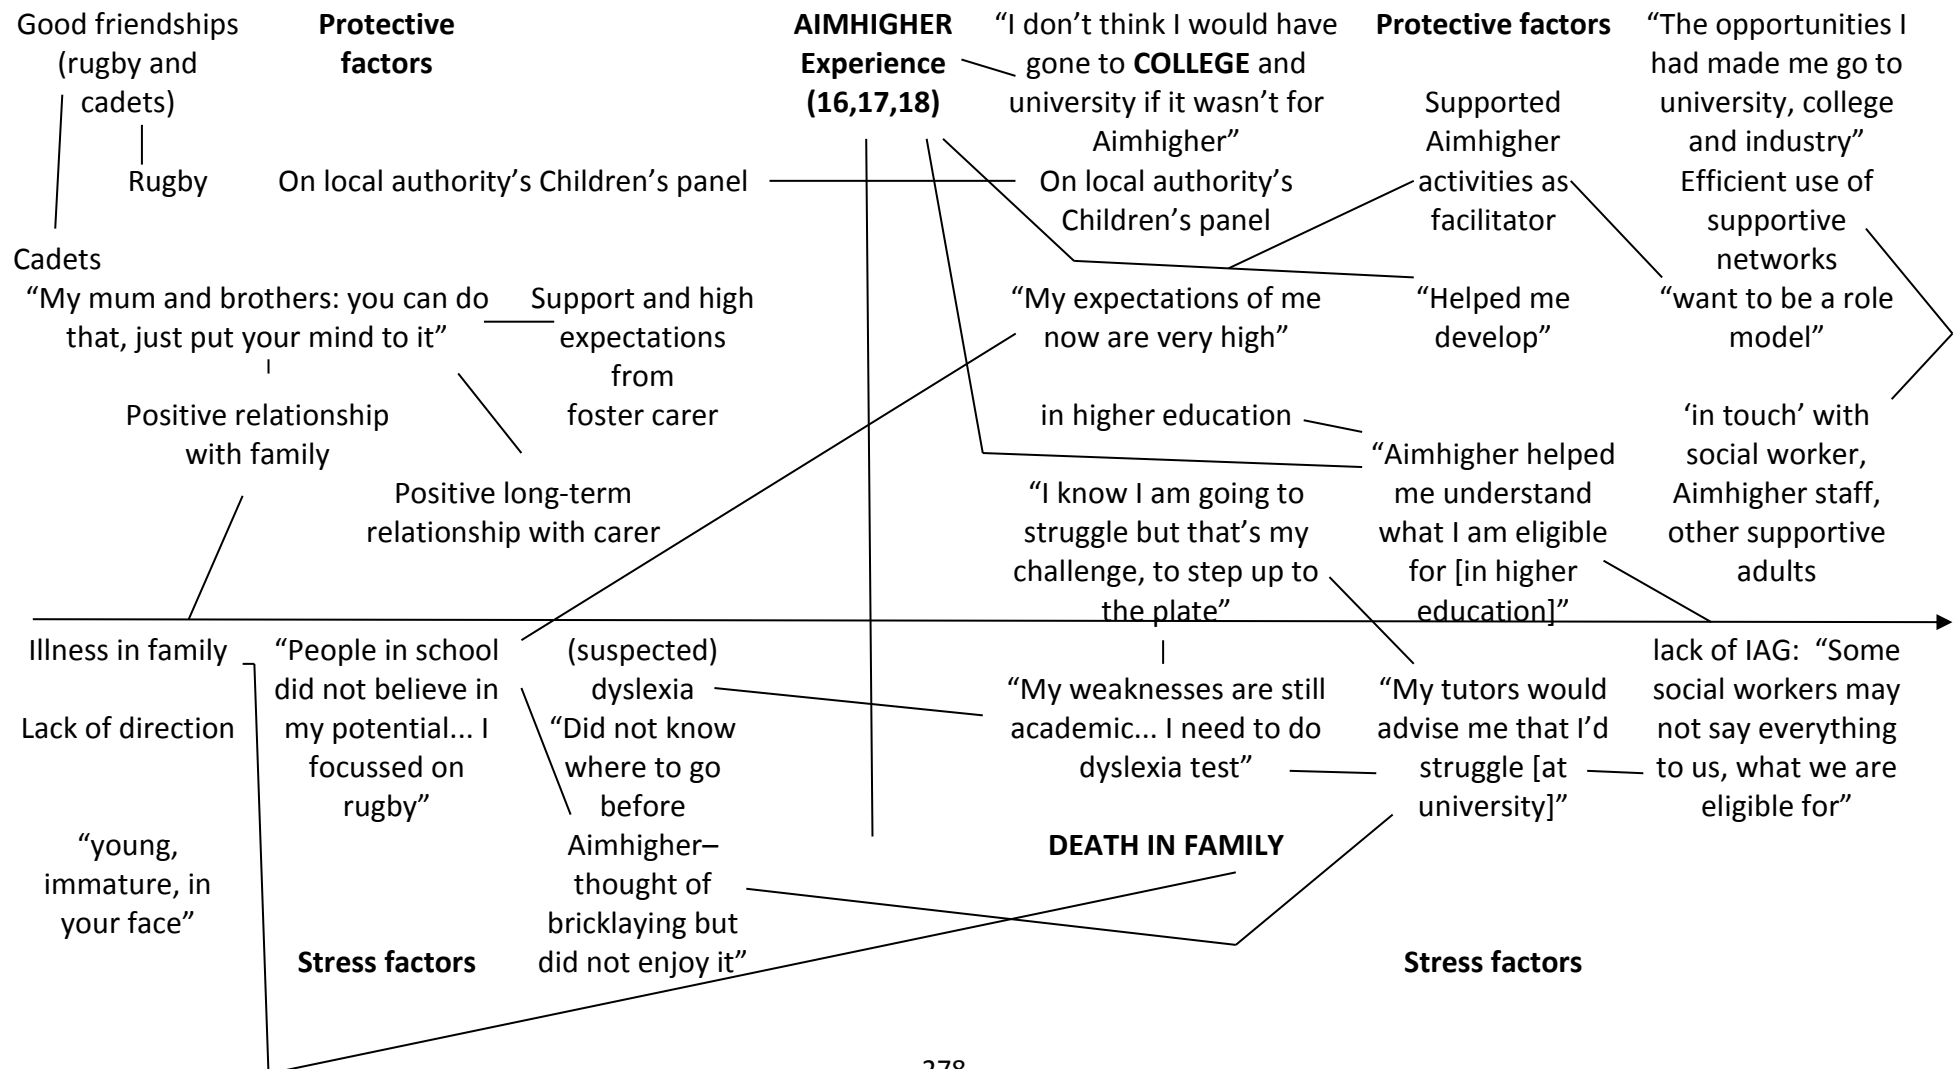 Good friendships
(rugby and
cadets)
Rugby
Cadets
Protective
factors
On local authority’s Children’s panel
“My mum and brothers: you can do
that, just put your mind to it”
Support and high
expectations
from
foster carer
Positive relationship
with family
Positive long-term
relationship with carer
AIMHIGHER
Experience
(16,17,18)
“I don’t think I would have
gone to COLLEGE and
university if it wasn’t for
Aimhigher”
On local authority’s
Children’s panel
“My expectations of me
now are very high”
in higher education
“I know I am going to
struggle but that’s my
challenge, to step up to
the plate”
Protective factors
Supported
Aimhigher
activities as
facilitator
“Helped me
develop”
“Aimhigher helped
me understand
what I am eligible
for [in higher
education]”
“The opportunities I
had made me go to
university, college
and industry”
Efficient use of
supportive
networks
“want to be a role
model”
‘in touch’ with
social worker,
Aimhigher staff,
other supportive
adults
Illness in family
Lack of direction
“young,
immature, in
your face”
“People in school
did not believe in
my potential... I
focussed on
rugby”
Stress factors
(suspected)
dyslexia
“Did not know
where to go
before
Aimhigher–
thought of
bricklaying but
did not enjoy it”
“My weaknesses are still
academic... I need to do
dyslexia test”
DEATH IN FAMILY
“My tutors would
advise me that I’d
struggle [at
university]”
Stress factors
lack of IAG: “Some
social workers may
not say everything
to us, what we are
eligible for”
278